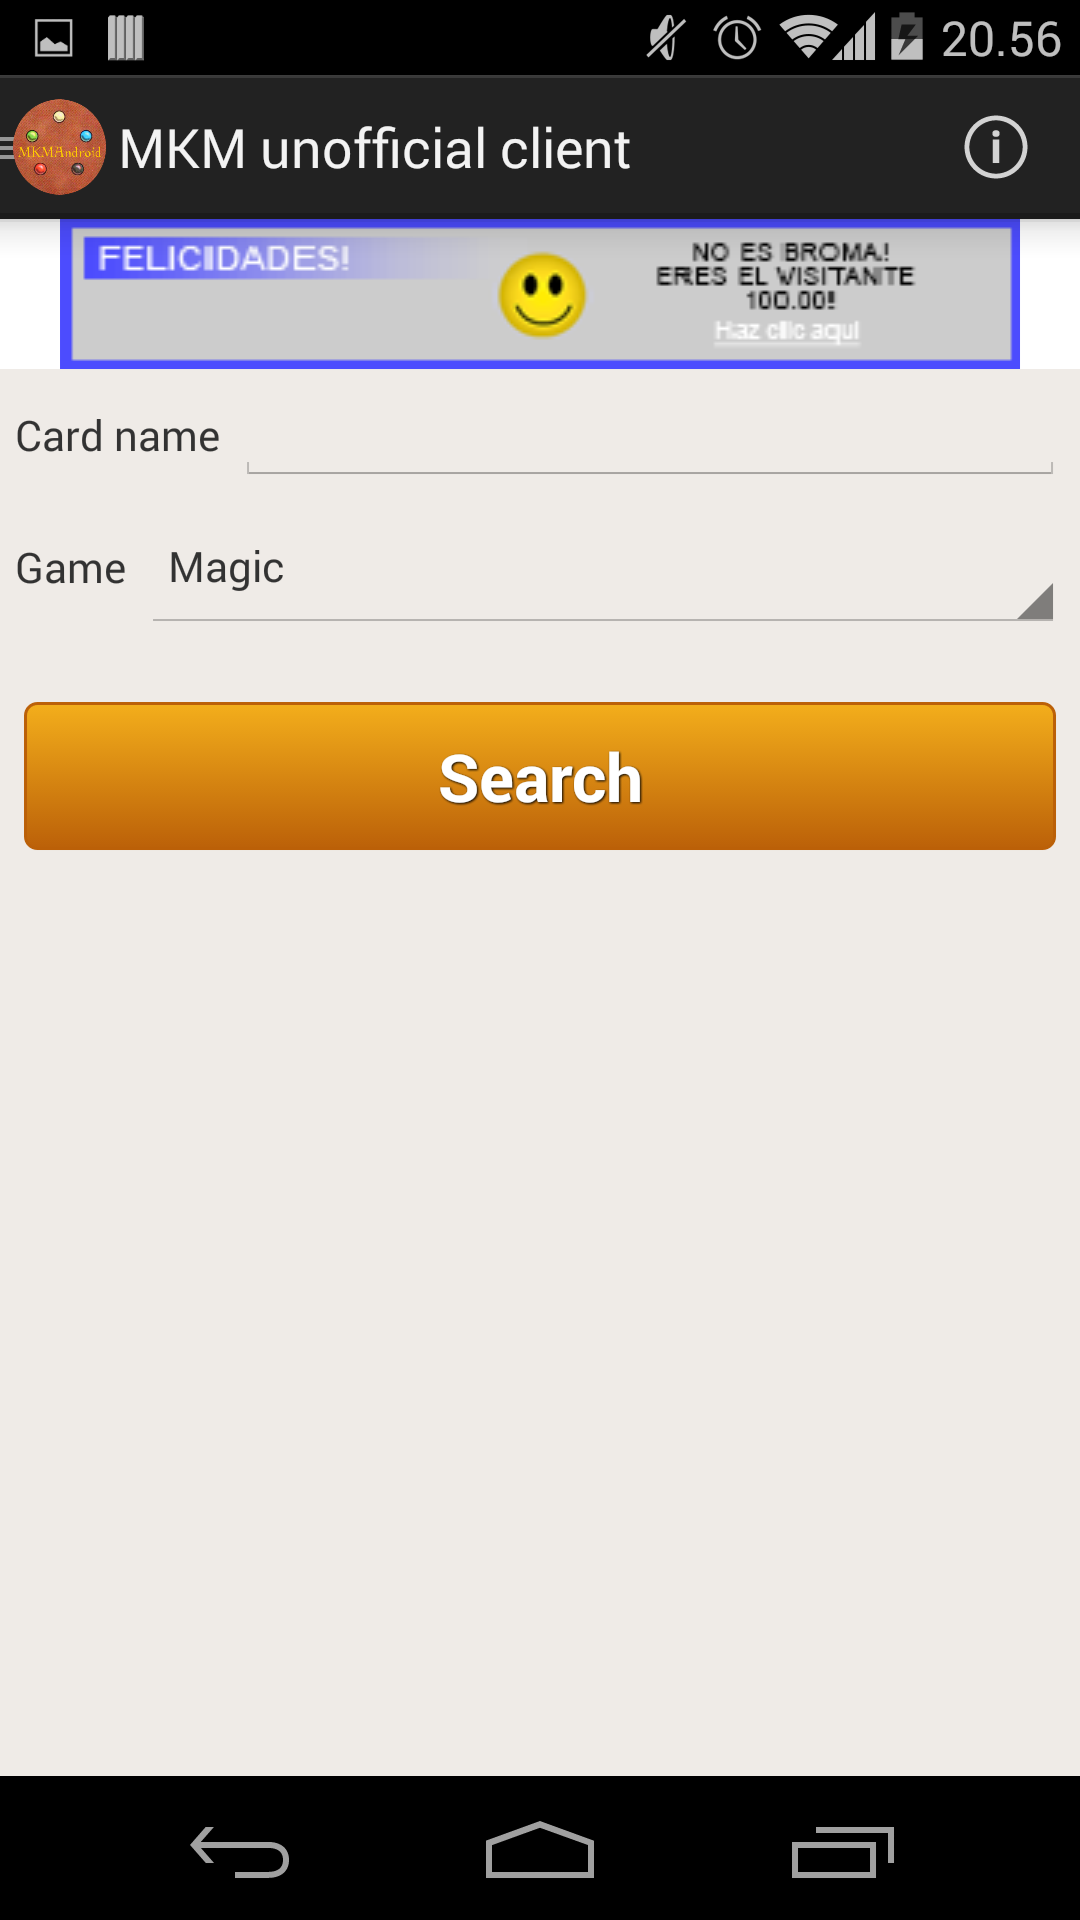 20.56
MKMAndroid
MKM unofficial client
FELICIDADES!
NO ES BROMA!
ERES EL VISITANTE
100.00!
Haz clic aqui
Card name
Game Magic
Search